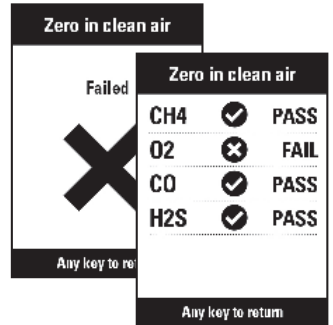 Zero in clean air
Failed
Any key to
Zero in clean air
CH4 PASS
O2 FAIL
CO PASS
H2S PASS
Any key to return